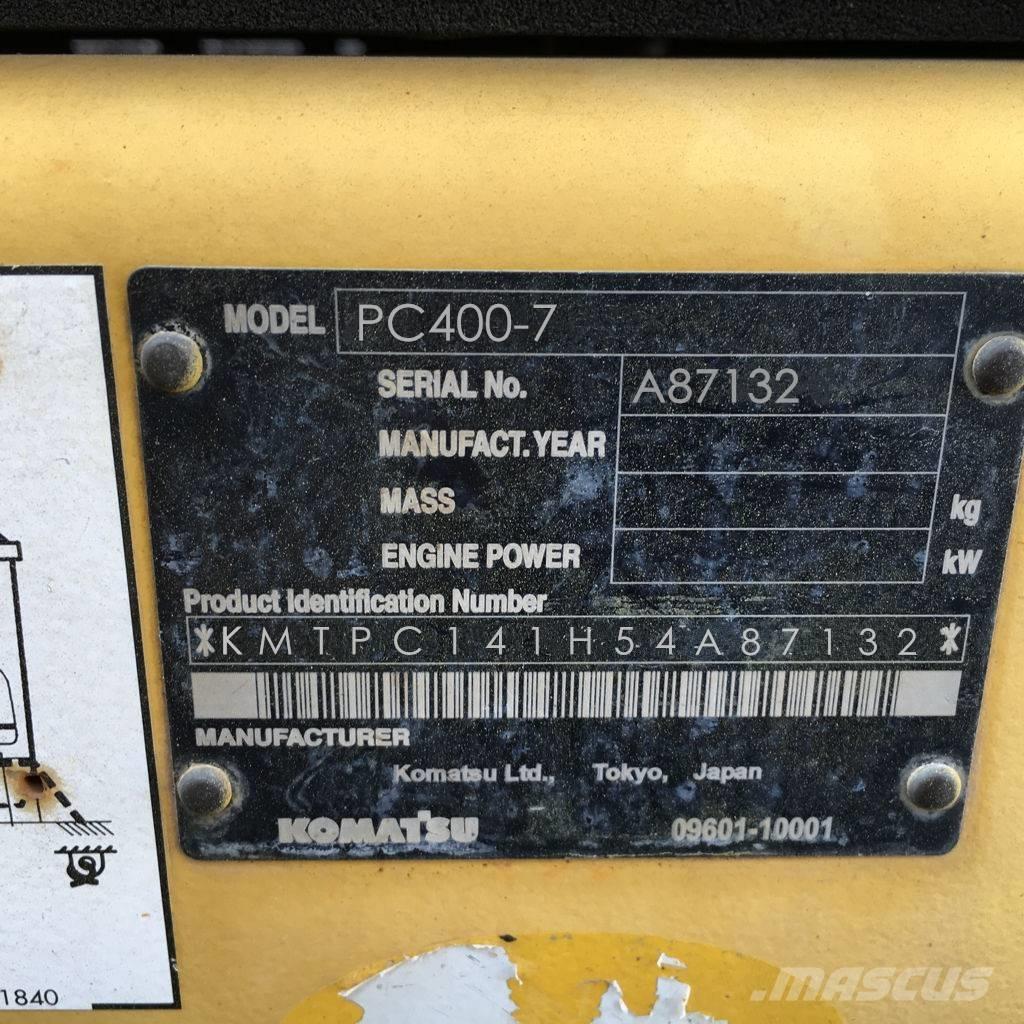 MODEL PC400-7
SERIAL No. A87132
MANUFACT. YEAR
MASS kg
ENGINE POWER kW
Product Identification Number
*KMTPC141H54A87132*
MANUFACTURER
Komatsu Ltd., Tokyo, Japan
KOMATSU 09601-10001
1840
MASCUS